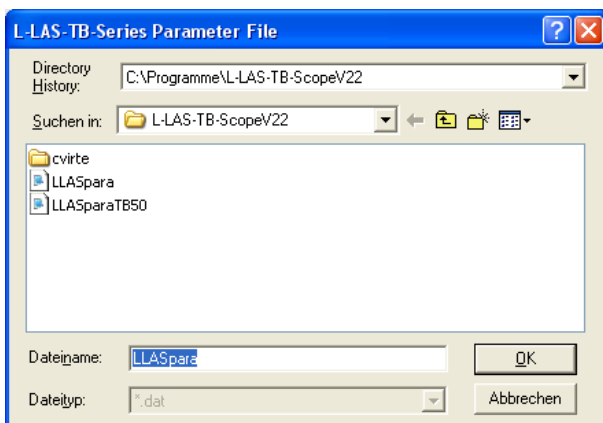 L-LAS-TB-Series Parameter File
Directory
History:
C:\Programme\L-LAS-TB-ScopeV22
Suchen in:
L-LAS-TB-ScopeV22
cvirte
LLASpara
LLASparaTB50
Dateiname:
LLASpara
OK
Dateityp:
*.dat
Abbrechen